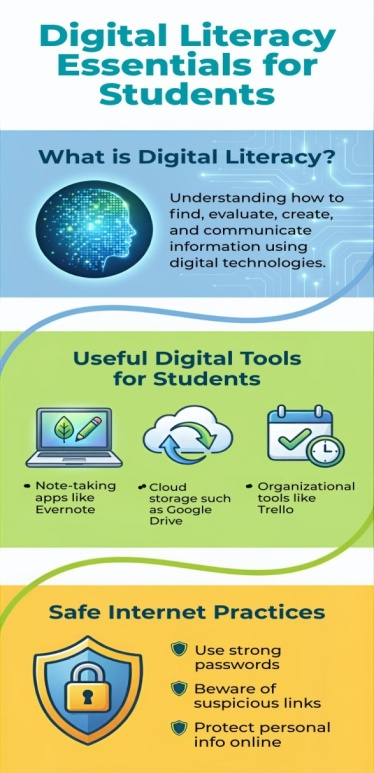 Digital Literacy
Essentials for
Students
What is Digital Literacy?
Understanding how to
find, evaluate, create,
and communicate
information using
digital technologies.
Useful Digital Tools
for Students
• Note-taking
apps like
Evernote
• Cloud
storage such
as Google
Drive
• Organizational
tools like
Trello
Safe Internet Practices
Use strong
passwords
Beware of
suspicious links
Protect personal
info online